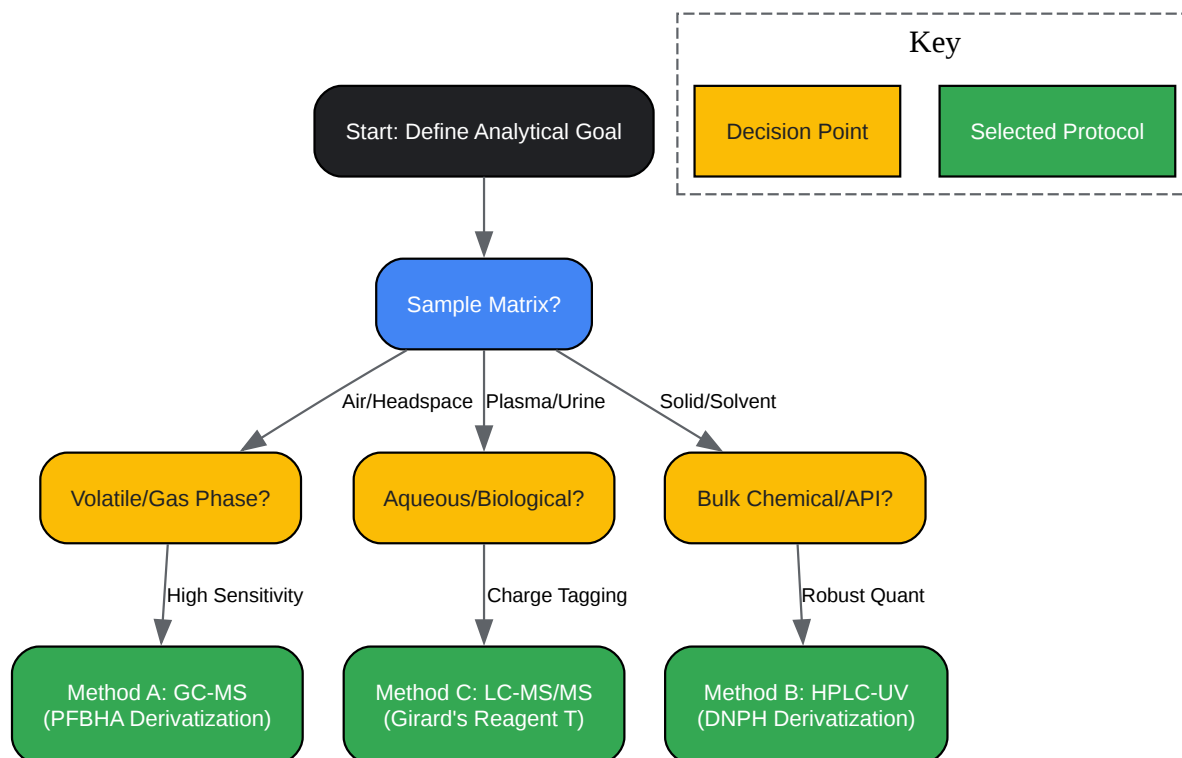 Key
Start: Define Analytical Goal
Decision Point
Selected Protocol
Sample Matrix?
Air/Headspace
Plasma/Urine
Solid/Solvent
Volatile/Gas Phase?
Aqueous/Biological?
Bulk Chemical/API?
High Sensitivity
Charge Tagging
Robust Quant
Method A: GC-MS
(PFBHA Derivatization)
Method C: LC-MS/MS
(Girard's Reagent T)
Method B: HPLC-UV
(DNPH Derivatization)